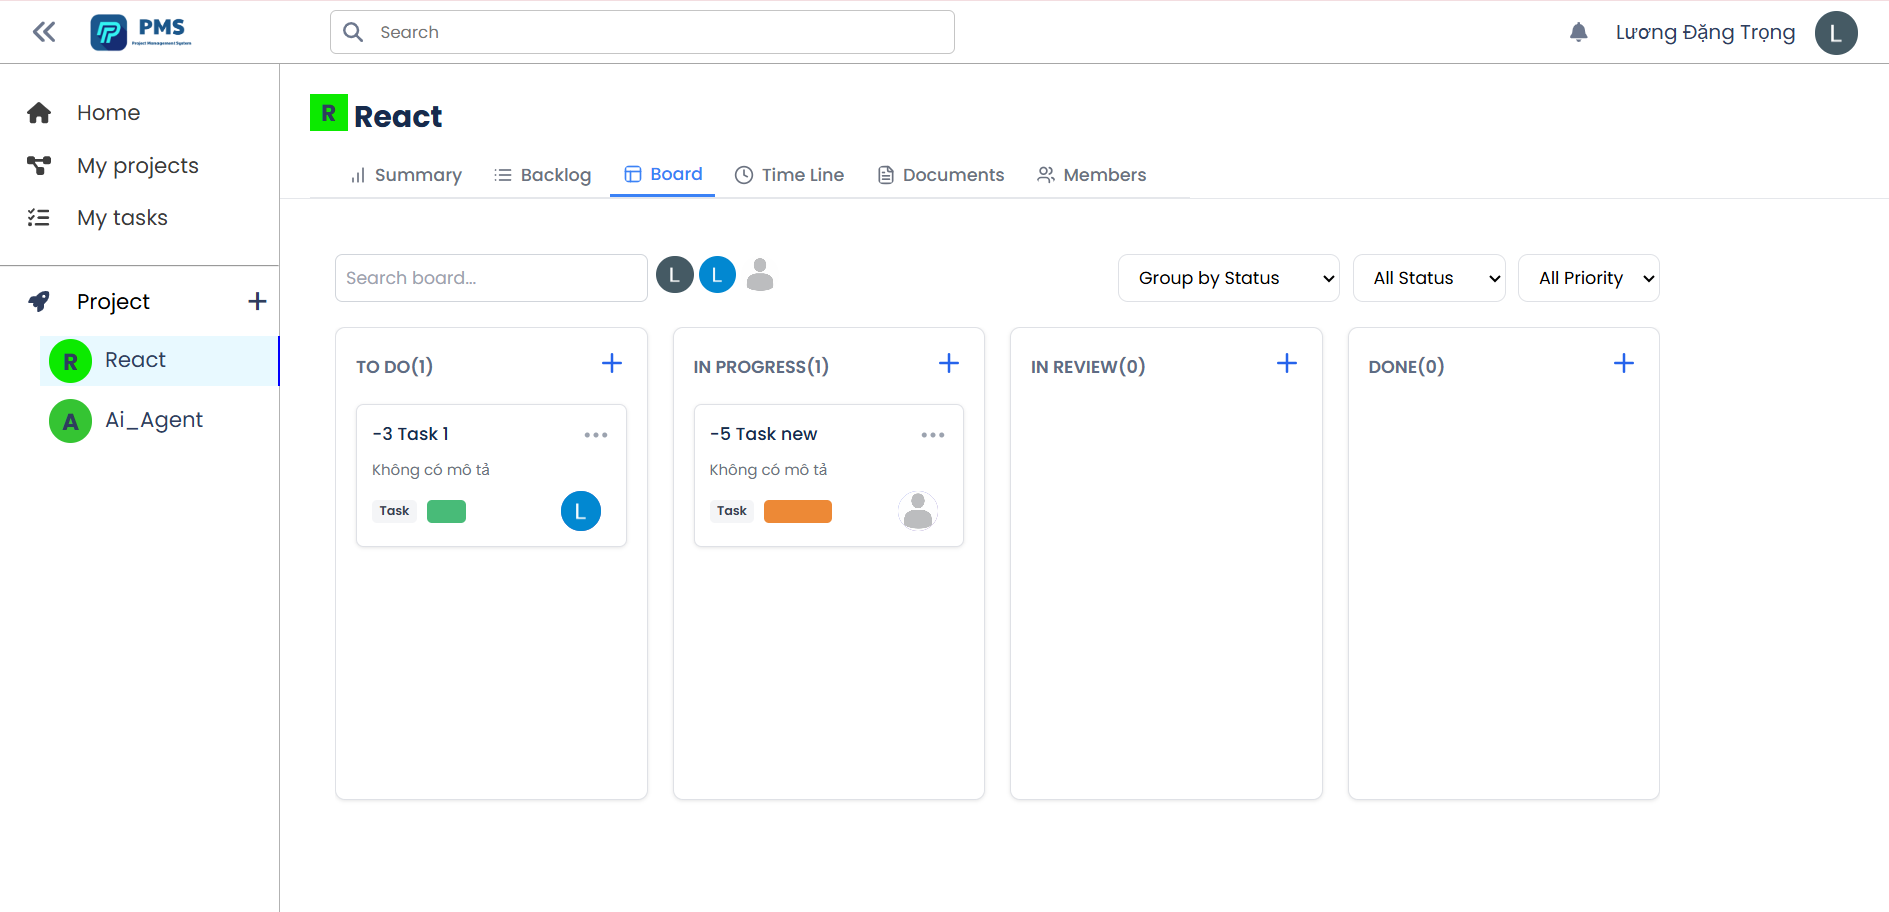 PMS
Project Management System
Search
Lương Đặng Trọng
L
Home
My projects
My tasks
Project
R React
A Ai_Agent
R React
Summary
Backlog
Board
Time Line
Documents
Members
Search board...
L
L
Group by Status
All Status
All Priority
TO DO(1)
-3 Task 1
Không có mô tả
Task
L
IN PROGRESS(1)
-5 Task new
Không có mô tả
Task
IN REVIEW(0)
DONE(0)